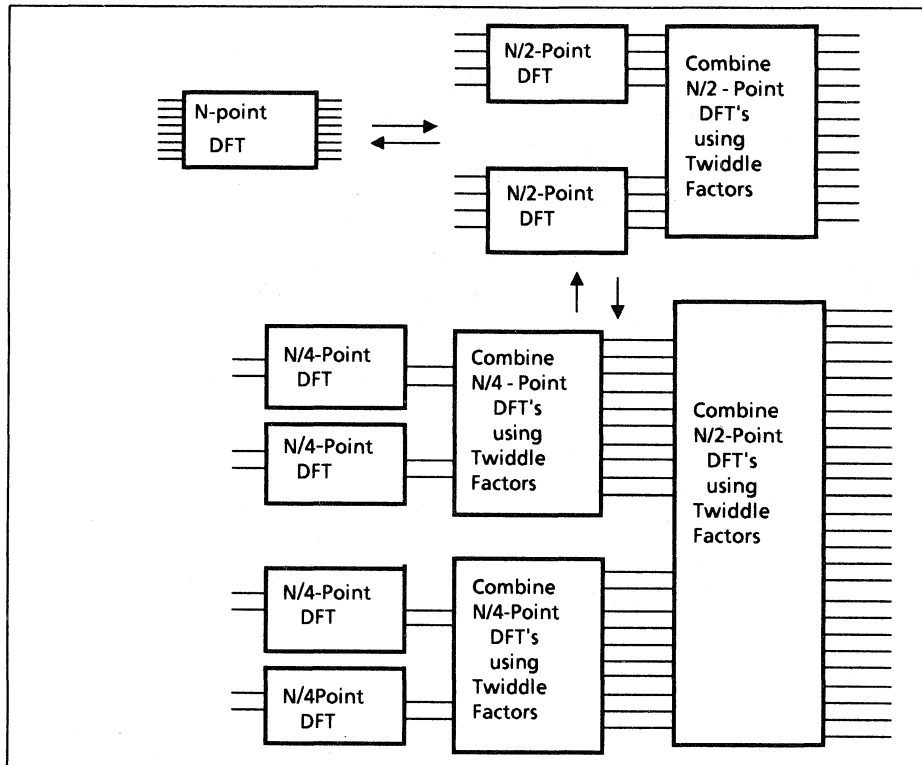 N-point
DFT
N/2-Point
DFT
N/2-Point
DFT
Combine
N/2 - Point
DFT's
using
Twiddle
Factors
N/4-Point
DFT
N/4-Point
DFT
Combine
N/4 - Point
DFT's
using
Twiddle
Factors
N/4-Point
DFT
N/4Point
DFT
Combine
N/4-Point
DFT's
using
Twiddle
Factors
Combine
N/2-Point
DFT's
using
Twiddle
Factors